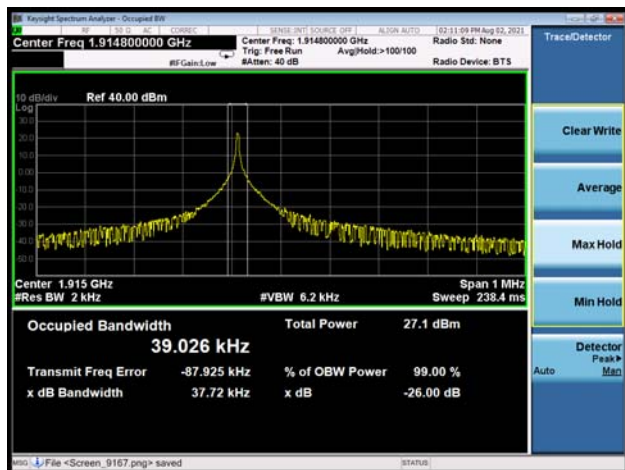 Keysight Spectrum Analyzer - Occupied BW
RF 50 Ω AC CORREC SENSE:INT SOURCE OFF ALIGN AUTO 02:11:09 PM Aug 02, 2021
Center Freq 1.914800000 GHz
Center Freq: 1.914800000 GHz
Radio Std: None
Trig: Free Run Avg|Hold:>100/100
#IFGain:Low
#Atten: 40 dB
Radio Device: BTS
Trace/Detector
10 dB/div Ref 40.00 dBm
Log
30.0
20.0
10.0
0.00
-10.0
-20.0
-30.0
-40.0
-50.0
Center 1.915 GHz
Span 1 MHz
#Res BW 2 kHz
#VBW 6.2 kHz
Sweep 238.4 ms
Occupied Bandwidth
39.026 kHz
Total Power 27.1 dBm
Transmit Freq Error -87.925 kHz
% of OBW Power 99.00 %
x dB Bandwidth 37.72 kHz
x dB -26.00 dB
Clear Write
Average
Max Hold
Min Hold
Detector
Peak▶
Auto Man
MSG File <Screen_9167.png> saved
STATUS